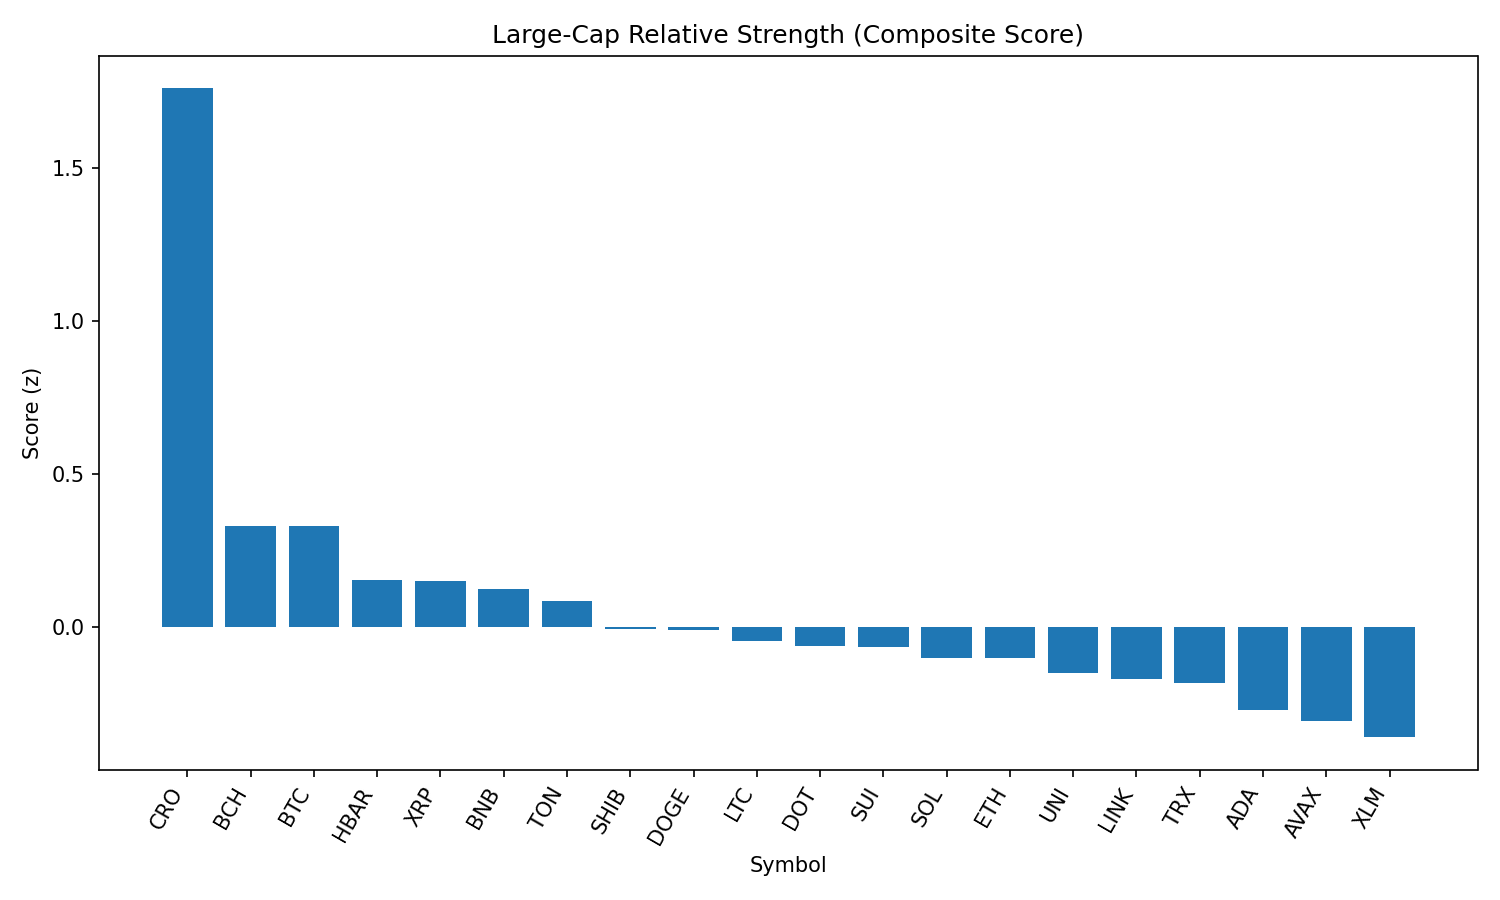 Large-Cap Relative Strength (Composite Score)
1.5
1.0
0.5
0.0
Score (z)
CRO
BCH
BTC
HBAR
XRP
BNB
TON
SHIB
DOGE
LTC
DOT
SUI
SOL
ETH
UNI
LINK
TRX
ADA
AVAX
XLM
Symbol